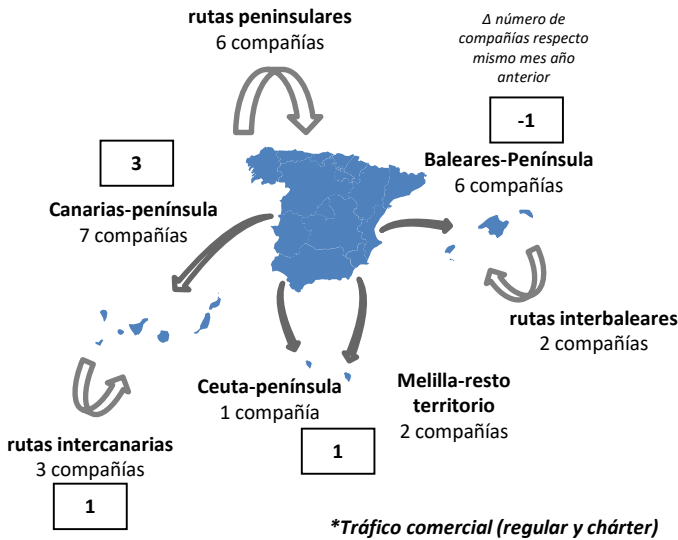 rutas peninsulares
6 compañías
Δ número de
compañías respecto
mismo mes año
anterior
-1
3
Baleares-Península
6 compañías
Canarias-península
7 compañías
rutas interbaleares
2 compañías
Ceuta-península
1 compañía
1
Melilla-resto
territorio
2 compañías
rutas intercanarias
3 compañías
1
*Tráfico comercial (regular y chárter)